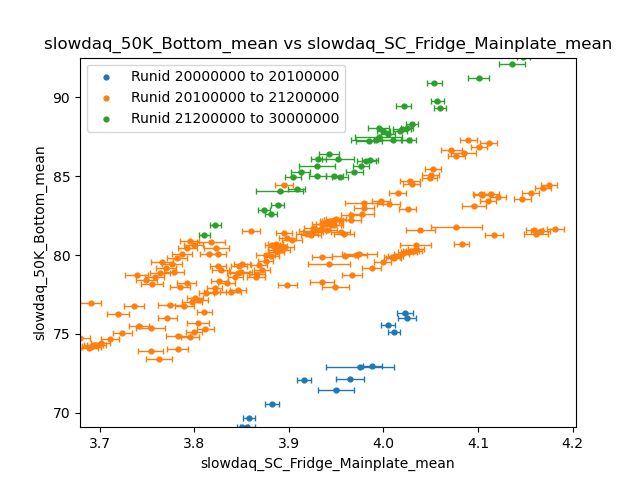 slowdaq_50K_Bottom_mean vs slowdaq_SC_Fridge_Mainplate_mean
Runid 20000000 to 20100000
Runid 20100000 to 21200000
Runid 21200000 to 30000000
90
85
80
75
70
slowdaq_50K_Bottom_mean
3.7
3.8
3.9
4.0
4.1
4.2
slowdaq_SC_Fridge_Mainplate_mean